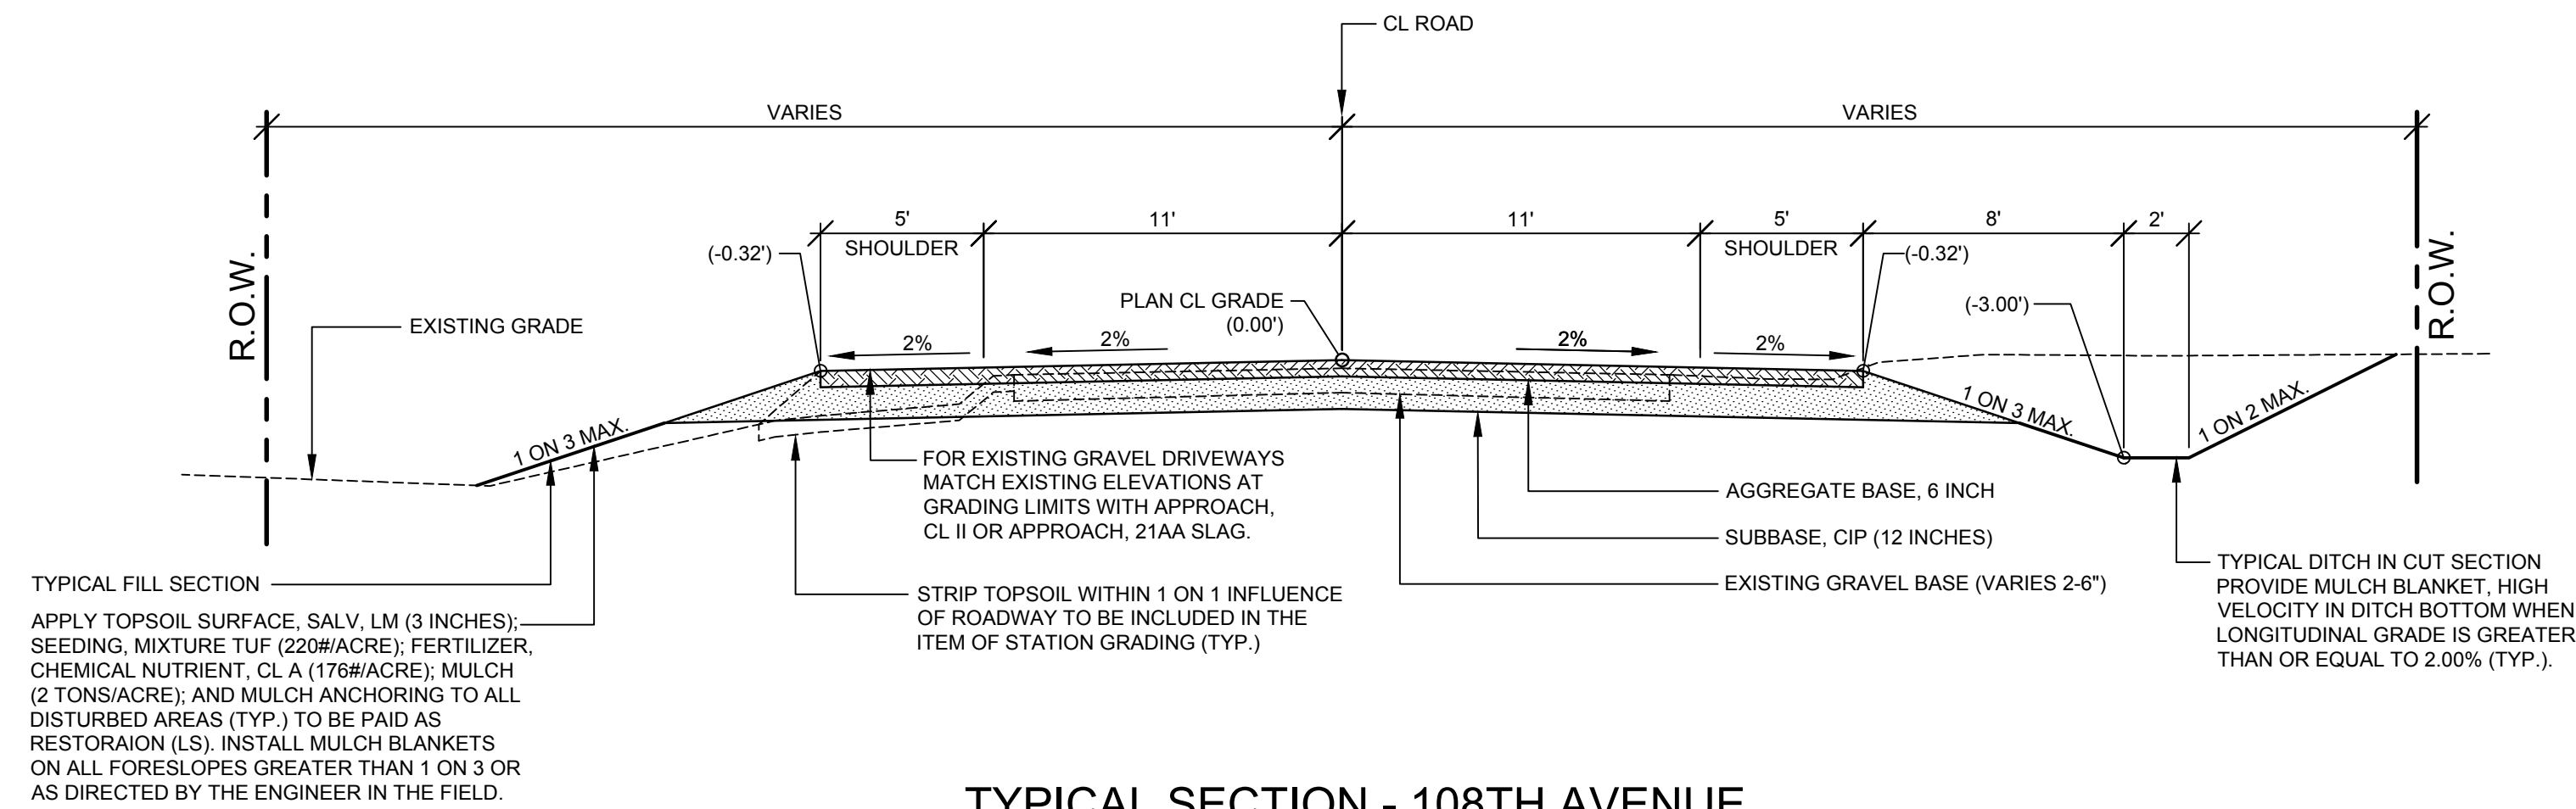 CL ROAD
VARIES
VARIES
5'
11'
11'
5'
8'
2'
SHOULDER
SHOULDER
(-0.32')
(-0.32')
R.O.W.
R.O.W.
PLAN CL GRADE
(0.00')
(-3.00')
EXISTING GRADE
2%
2%
2%
2%
1 ON 3 MAX.
1 ON 3 MAX.
1 ON 2 MAX.
FOR EXISTING GRAVEL DRIVEWAYS
MATCH EXISTING ELEVATIONS AT
GRADING LIMITS WITH APPROACH,
CL II OR APPROACH, 21AA SLAG.
AGGREGATE BASE, 6 INCH
SUBBASE, CIP (12 INCHES)
EXISTING GRAVEL BASE (VARIES 2-6")
STRIP TOPSOIL WITHIN 1 ON 1 INFLUENCE
OF ROADWAY TO BE INCLUDED IN THE
ITEM OF STATION GRADING (TYP.)
TYPICAL DITCH IN CUT SECTION
PROVIDE MULCH BLANKET, HIGH
VELOCITY IN DITCH BOTTOM WHEN
LONGITUDINAL GRADE IS GREATER
THAN OR EQUAL TO 2.00% (TYP.).
TYPICAL FILL SECTION
APPLY TOPSOIL SURFACE, SALV, LM (3 INCHES);
SEEDING, MIXTURE TUF (220#/ACRE); FERTILIZER,
CHEMICAL NUTRIENT, CL A (176#/ACRE); MULCH
(2 TONS/ACRE); AND MULCH ANCHORING TO ALL
DISTURBED AREAS (TYP.) TO BE PAID AS
RESTORAION (LS). INSTALL MULCH BLANKETS
ON ALL FORESLOPES GREATER THAN 1 ON 3 OR
AS DIRECTED BY THE ENGINEER IN THE FIELD.
TYPICAL SECTION - 108TH AVENUE